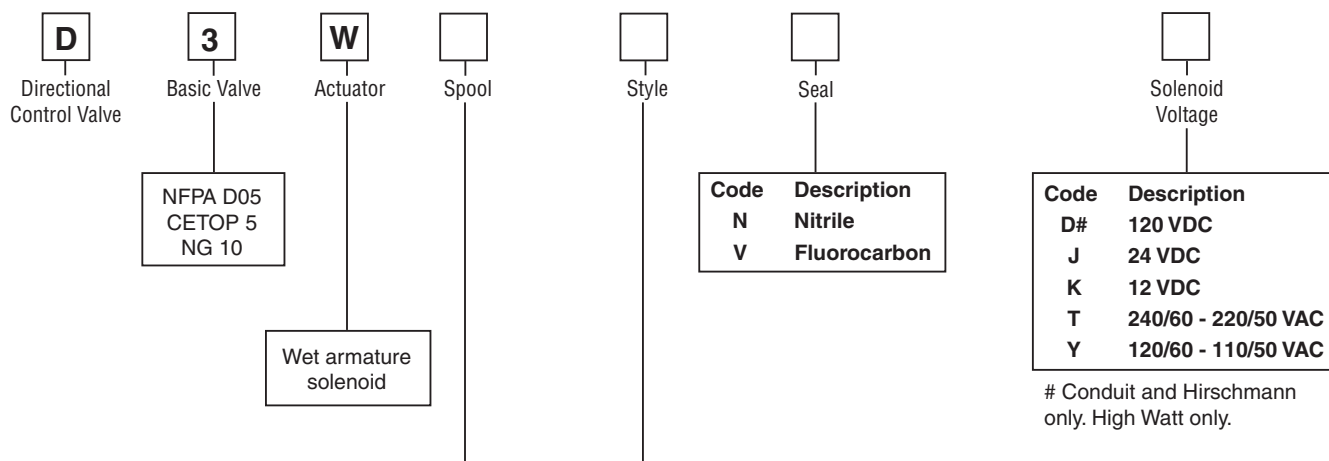 D 3 W
Directional
Control Valve
Basic Valve
Actuator
Spool
Style
Seal
Solenoid
Voltage
NFPA D05
CETOP 5
NG 10
Wet armature
solenoid
Code Description
N Nitrile
V Fluorocarbon
Code Description
D# 120 VDC
J 24 VDC
K 12 VDC
T 240/60 - 220/50 VAC
Y 120/60 - 110/50 VAC
# Conduit and Hirschmann
only. High Watt only.